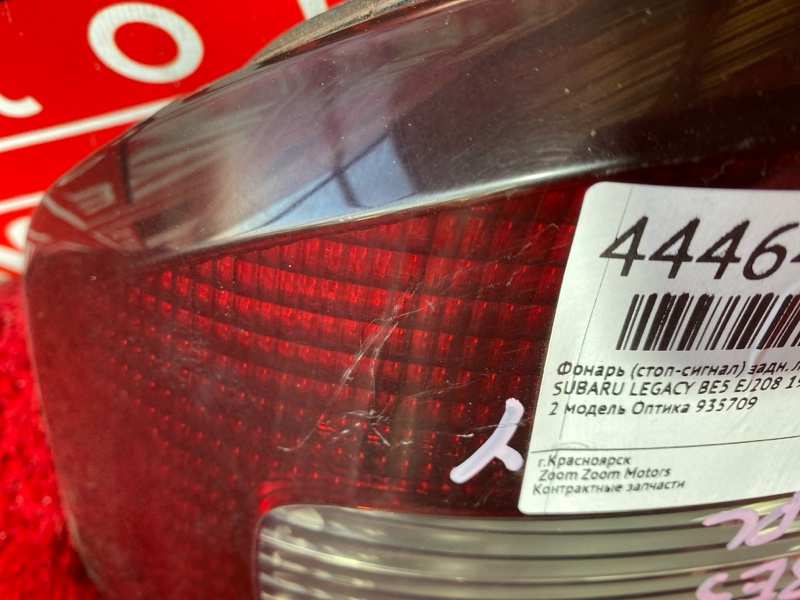 4446
Фонарь (стоп-сигнал) задн. л
SUBARU LEGACY BE5 EJ208 19
2 модель Оптика 935709
г.Красноярск
Zoom Zoom Motors
Контрактные запчасти